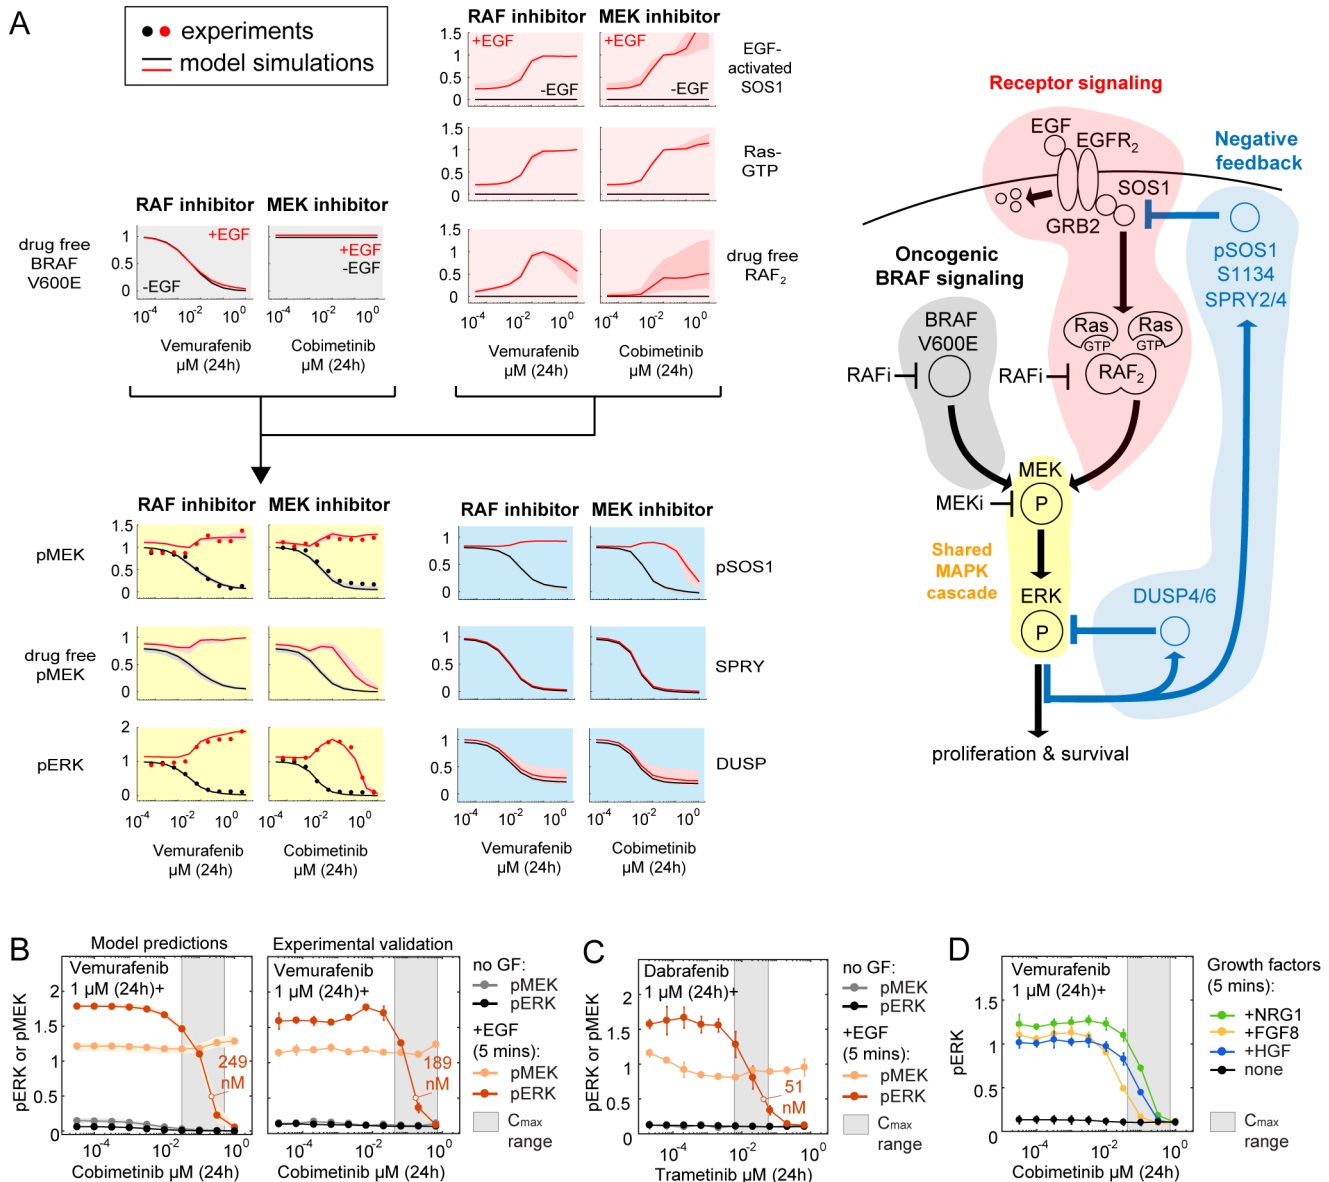 A
experiments
model simulations
RAF inhibitor
MEK inhibitor
+EGF
-EGF
+EGF
-EGF
1.5
1
0.5
0
EGF-
activated
SOS1
1.5
1
0.5
0
Ras-
GTP
1
0.5
0
drug free
RAF2
10-4
10-2
100
10-4
10-2
100
Vemurafenib
µM (24h)
Cobimetinib
µM (24h)
RAF inhibitor
MEK inhibitor
drug free
BRAF
V600E
1
0.5
0
+EGF
-EGF
+EGF
-EGF
10-4
10-2
100
10-4
10-2
100
Vemurafenib
µM (24h)
Cobimetinib
µM (24h)
RAF inhibitor
MEK inhibitor
pMEK
1.5
1
0.5
0
drug free
pMEK
1
0.5
0
pERK
2
1
0
10-4
10-2
100
10-4
10-2
100
Vemurafenib
µM (24h)
Cobimetinib
µM (24h)
RAF inhibitor
MEK inhibitor
1
0.5
0
pSOS1
1
0.5
0
SPRY
1
0.5
0
DUSP
10-4
10-2
100
10-4
10-2
100
Vemurafenib
µM (24h)
Cobimetinib
µM (24h)
Receptor signaling
EGF
EGFR2
SOS1
GRB2
Negative
feedback
pSOS1
S1134
SPRY2/4
Oncogenic
BRAF signaling
BRAF
V600E
Ras
GTP
Ras
GTP
RAF2
RAFi
RAFi
MEK
P
MEKi
Shared
MAPK
cascade
ERK
P
DUSP4/6
proliferation & survival
B
Model predictions
Vemurafenib
1 µM (24h)+
pERK or pMEK
2
1.5
1
0.5
0
249
nM
10-4
10-2
100
Cobimetinib µM (24h)
Experimental validation
Vemurafenib
1 µM (24h)+
189
nM
10-4
10-2
100
Cobimetinib µM (24h)
no GF:
pMEK
pERK
+EGF
(5 mins):
pMEK
pERK
Cmax
range
C
Dabrafenib
1 µM (24h)+
pERK or pMEK
2
1.5
1
0.5
0
51
nM
10-4
10-2
100
Trametinib µM (24h)
no GF:
pMEK
pERK
+EGF
(5 mins):
pMEK
pERK
Cmax
range
D
Vemurafenib
1 µM (24h)+
pERK
2
1.5
1
0.5
0
10-4
10-2
100
Cobimetinib µM (24h)
Growth factors
(5 mins):
+NRG1
+FGF8
+HGF
none
Cmax
range